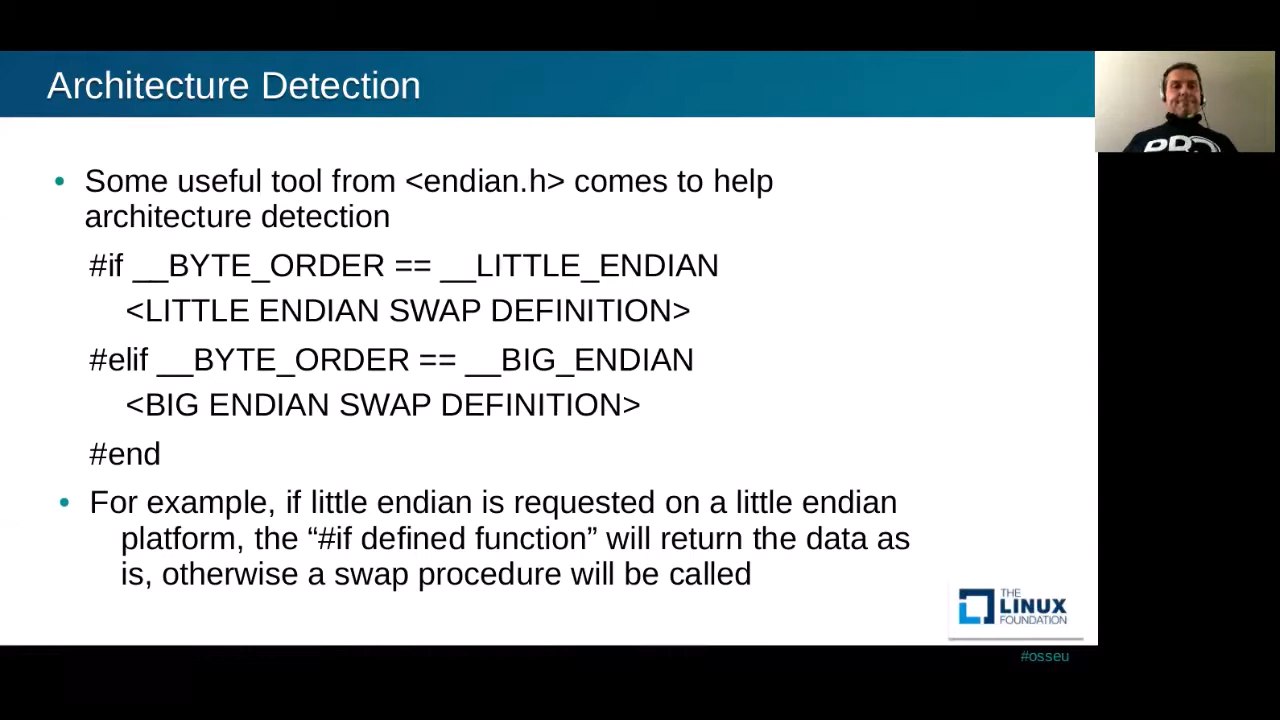 Architecture Detection
• Some useful tool from <endian.h> comes to help
architecture detection
#if __BYTE_ORDER == __LITTLE_ENDIAN
<LITTLE ENDIAN SWAP DEFINITION>
#elif __BYTE_ORDER == __BIG_ENDIAN
<BIG ENDIAN SWAP DEFINITION>
#end
• For example, if little endian is requested on a little endian
platform, the “#if defined function” will return the data as
is, otherwise a swap procedure will be called
THE
LINUX
FOUNDATION
#osseu